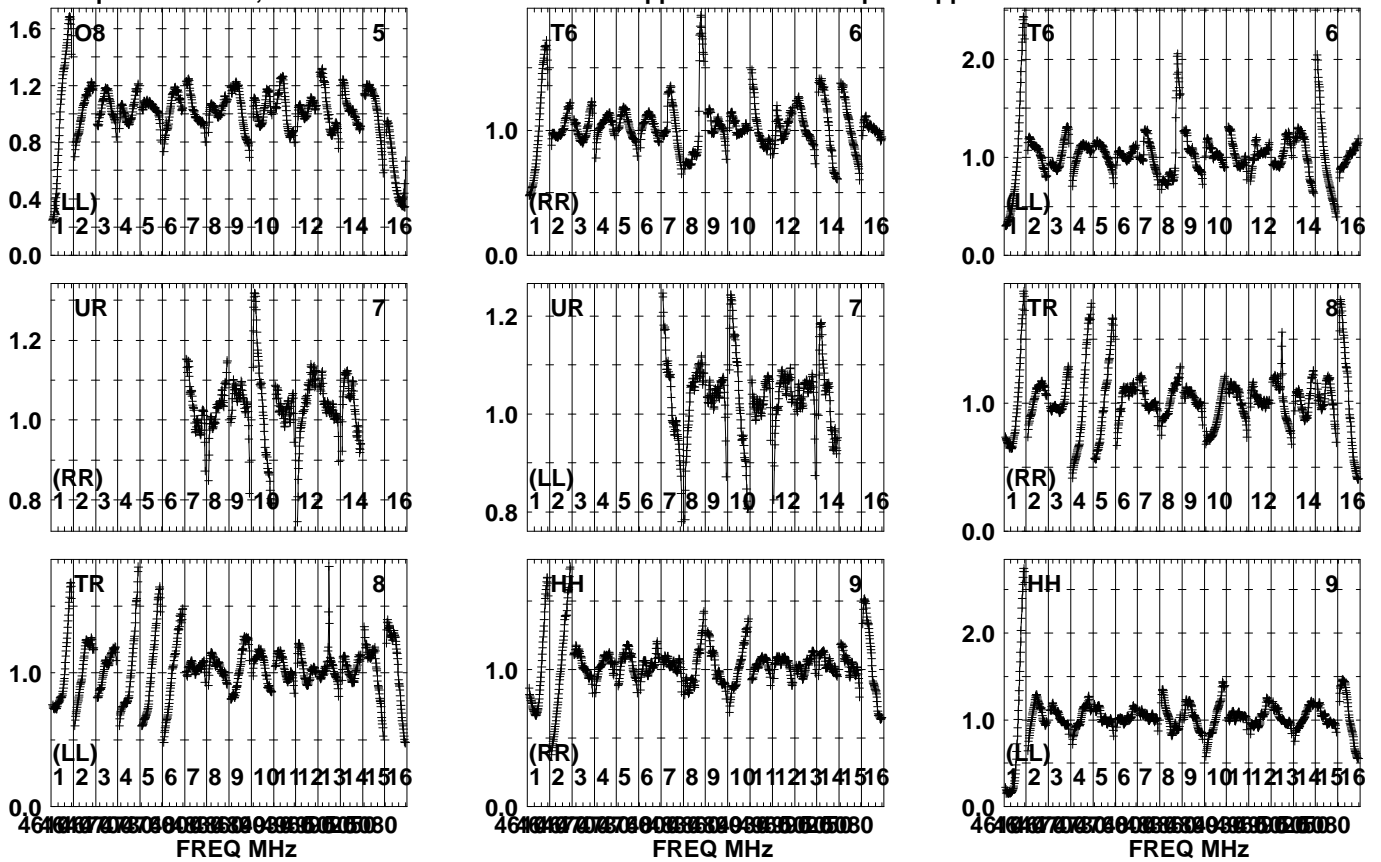 1.6 O8 5
1.2
0.8
0.4 (LL)
1 2 3 4 5 6 7 8 9 10 12 14 16
0.0
T6 6
1.0
(RR)
1 2 3 4 5 6 7 8 9 10 12 14 16
0.0
T6 6
2.0
1.0
(LL)
1 2 3 4 5 6 7 8 9 10 12 14 16
0.0
UR 7
1.2
1.0
(RR)
1 2 3 4 5 6 7 8 9 10 12 14 16
0.8
UR 7
1.2
1.0
(LL)
1 2 3 4 5 6 7 8 9 10 12 14 16
0.8
TR 8
1.0
(RR)
1 2 3 4 5 6 7 8 9 10 12 14 16
0.0
TR 8
1.0
(LL)
1 2 3 4 5 6 7 8 9 10 11 12 13 14 15 16
0.0
FREQ MHz
HH 9
1.0
(RR)
1 2 3 4 5 6 7 8 9 10 11 12 13 14 15 16
0.0
FREQ MHz
HH 9
2.0
1.0
(LL)
1 2 3 4 5 6 7 8 9 10 11 12 13 14 15 16
0.0
FREQ MHz